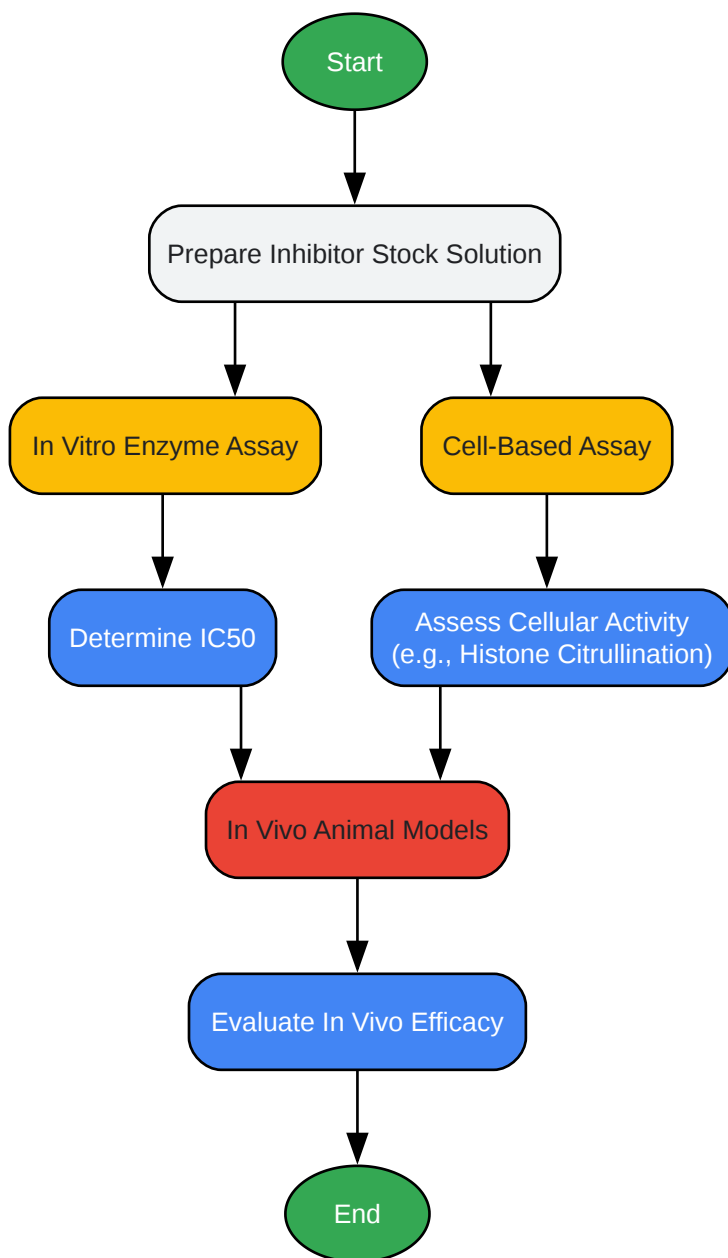 Start
Prepare Inhibitor Stock Solution
In Vitro Enzyme Assay
Cell-Based Assay
Determine IC50
Assess Cellular Activity
(e.g., Histone Citrullination)
In Vivo Animal Models
Evaluate In Vivo Efficacy
End